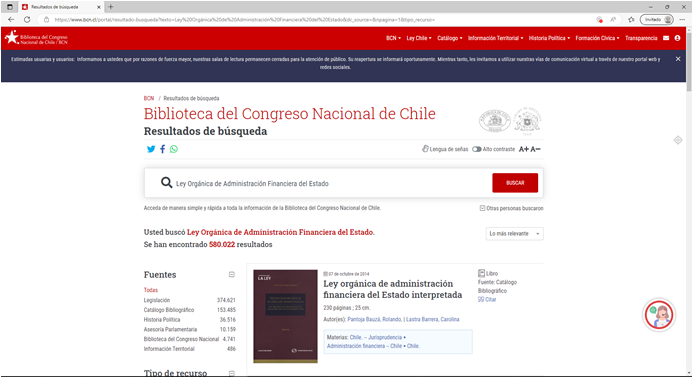 Resultados de búsqueda
https://www.bcn.cl/portal/resultado-busqueda?texto=Ley%20Orgánica%20de%20Administración%20Financiera%20del%20Estado&dc_source=&npagina=1&tipo_recurso=
Invitado
Biblioteca del Congreso
Nacional de Chile / BCN
BCN Ley Chile Catálogo Información Territorial Historia Política Formación Cívica Transparencia
Estimadas usuarias y usuarios: informamos a ustedes que por razones de fuerza mayor, nuestras salas de lectura permanecen cerradas para la atención de público. Su reapertura se informará oportunamente. Mientras tanto, les invitamos a utilizar nuestras vías de comunicación virtual a través de nuestro portal web y
redes sociales.
BCN / Resultados de búsqueda
Biblioteca del Congreso Nacional de Chile
Resultados de búsqueda
Lengua de señas Alto contraste A+ A-
Ley Orgánica de Administración Financiera del Estado
BUSCAR
Acceda de manera simple y rápida a toda la información de la Biblioteca del Congreso Nacional de Chile.
Otras personas buscaron
Usted buscó Ley Orgánica de Administración Financiera del Estado.
Lo más relevante
Se han encontrado 580.022 resultados
Fuentes
Todas
Legislación 374.621
Catálogo Bibliográfico 153.485
Historia Política 36.516
Asesoría Parlamentaria 10.159
Biblioteca del Congreso Nacional 4.741
Información Territorial 486
Tipo de recurso
LA LEY
07 de octubre de 2014
Ley orgánica de administración
financiera del Estado interpretada
230 páginas ; 25 cm.
Autor(es): Pantoja Bauzá, Rolando, | Lastra Barrera, Carolina
Materias: Chile. – Jurisprudencia •
Administración financiera – Chile • Chile.
Libro
Fuente: Catálogo
Bibliográfico
Citar